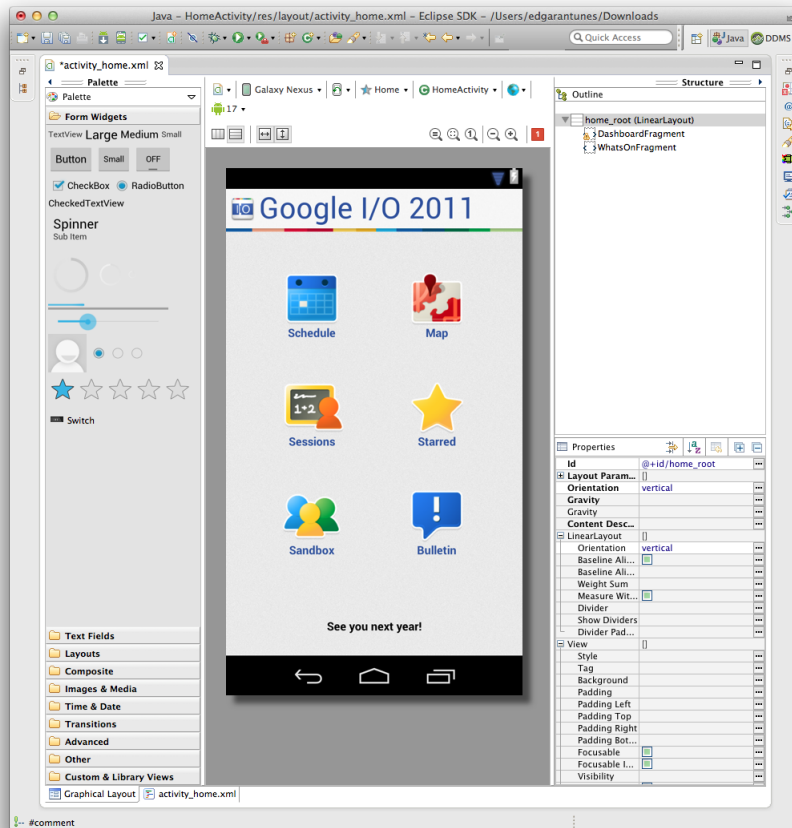 Java - HomeActivity/res/layout/activity_home.xml - Eclipse SDK - /Users/edgarantunes/Downloads
Quick Access
Java
DDMS
*activity_home.xml
Palette
Palette
Form Widgets
TextView Large Medium Small
Button Small OFF
CheckBox RadioButton
CheckedTextView
Spinner
Sub Item
Switch
Text Fields
Layouts
Composite
Images & Media
Time & Date
Transitions
Advanced
Other
Custom & Library Views
Graphical Layout
activity_home.xml
#comment
Galaxy Nexus
Home
HomeActivity
17
1
IO Google I/O 2011
Schedule
Map
1+2
Sessions
Starred
Sandbox
Bulletin
See you next year!
Structure
Outline
home_root (LinearLayout)
DashboardFragment
WhatsOnFragment
Properties
Id @+id/home_root
Layout Param... []
Orientation vertical
Gravity
Gravity
Content Desc...
LinearLayout []
Orientation vertical
Baseline Ali...
Baseline Ali...
Weight Sum
Measure Wit...
Divider
Show Dividers
Divider Pad...
View []
Style
Tag
Background
Padding
Padding Left
Padding Top
Padding Right
Padding Bot...
Focusable
Focusable I...
Visibility